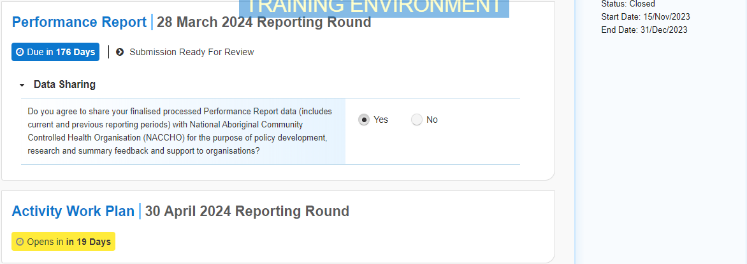 TRAINING ENVIRONMENT
Performance Report | 28 March 2024 Reporting Round
Due in 176 Days | Submission Ready For Review
Data Sharing
Do you agree to share your finalised processed Performance Report data (includes
current and previous reporting periods) with National Aboriginal Community
Controlled Health Organisation (NACCHO) for the purpose of policy development,
research and summary feedback and support to organisations?
Yes No
Activity Work Plan | 30 April 2024 Reporting Round
Opens in in 19 Days
Status: Closed
Start Date: 15/Nov/2023
End Date: 31/Dec/2023